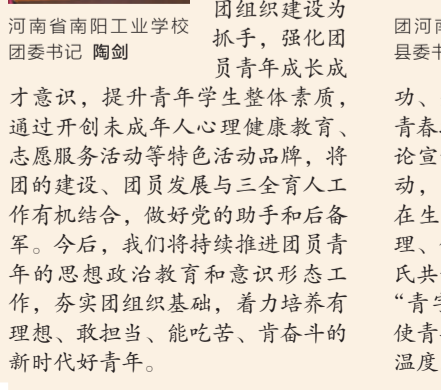 河南省南阳工业学校
团委书记 陶剑
团组织建设为
抓手，强化团
员青年成长成
才意识，提升青年学生整体素质，
通过开创未成年人心理健康教育、
志愿服务活动等特色活动品牌，将
团的建设、团员发展与三全育人工
作有机结合，做好党的助手和后备
军。今后，我们将持续推进团员青
年的思想政治教育和意识形态工
作，夯实团组织基础，着力培养有
理想、敢担当、能吃苦、肯奋斗的
新时代好青年。
团河南
县委书
功、
青春
论宣
动，
在生
理、
氏共
“青字
使青
温度